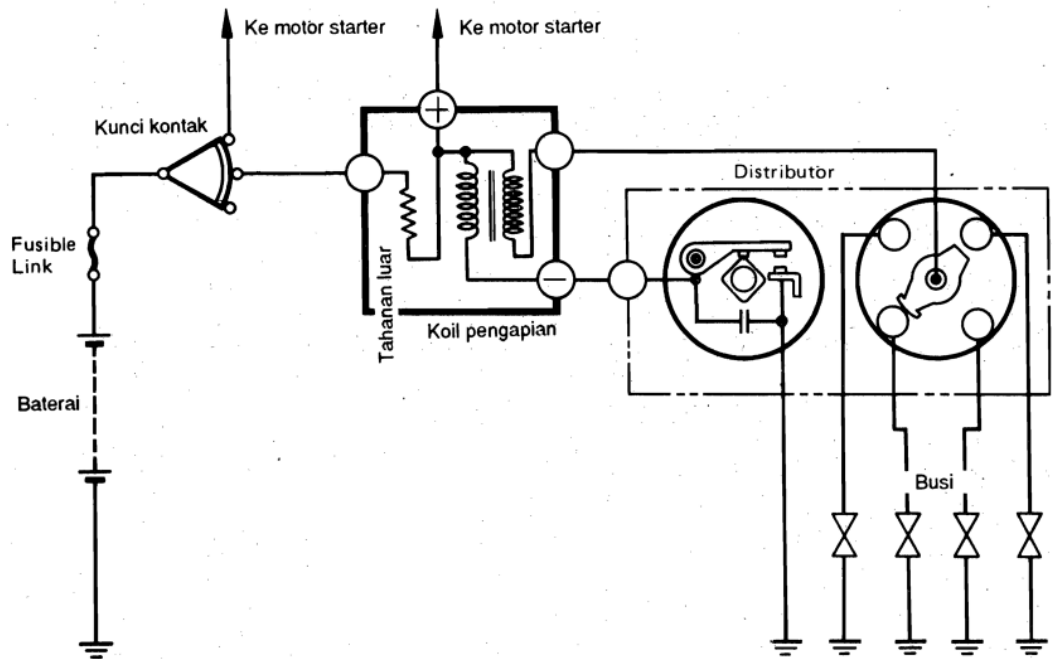 Ke motor starter
Ke motor starter
Kunci kontak
+
Distributor
Fusible
Link
Tahanan luar
−
Koil pengapian
Baterai
Busi